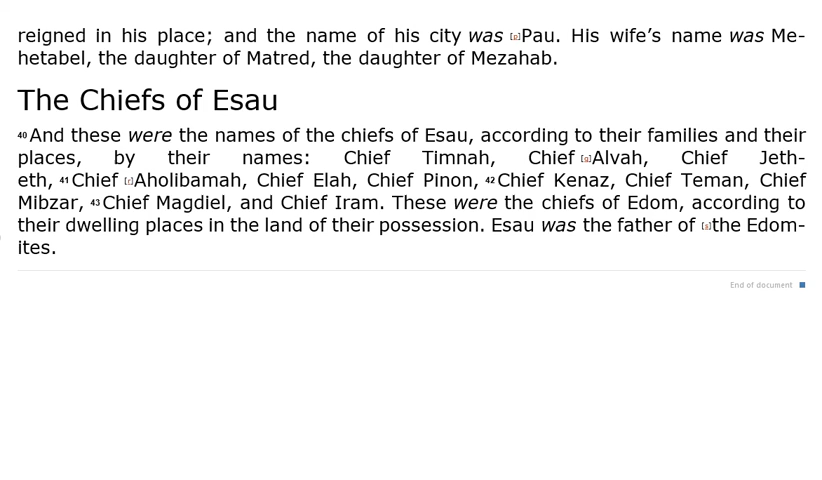 reigned in his place; and the name of his city was [p]Pau. His wife’s name was Me-
hetabel, the daughter of Matred, the daughter of Mezahab.
The Chiefs of Esau
40 And these were the names of the chiefs of Esau, according to their families and their
places, by their names: Chief Timnah, Chief [q]Alvah, Chief Jeth-
eth, 41 Chief [r]Aholibamah, Chief Elah, Chief Pinon, 42 Chief Kenaz, Chief Teman, Chief
Mibzar, 43 Chief Magdiel, and Chief Iram. These were the chiefs of Edom, according to
their dwelling places in the land of their possession. Esau was the father of [s]the Edom-
ites.
End of document